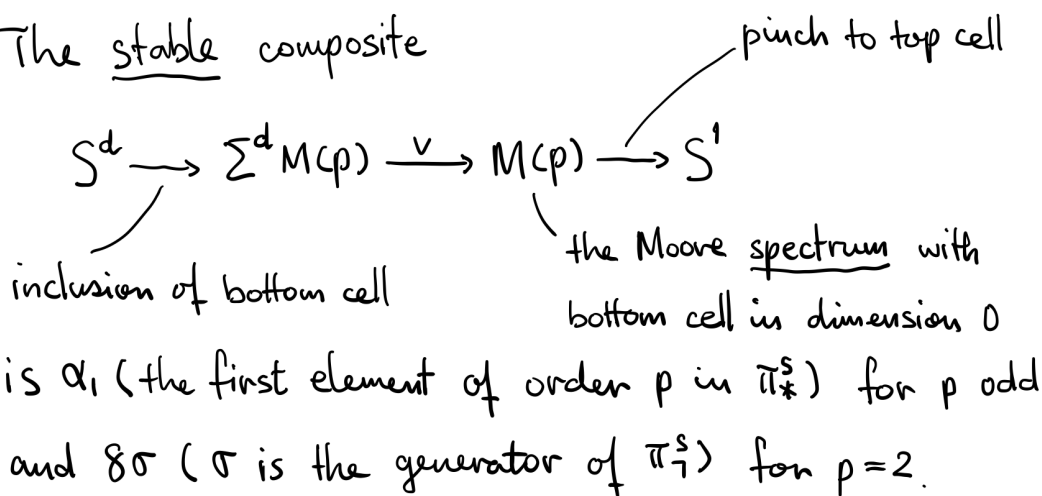 The stable composite
pinch to top cell
S^d → Σ^d M(p) →^v M(p) → S^1
inclusion of bottom cell
the Moore spectrum with
bottom cell in dimension 0
is α₁ (the first element of order p in π_*^s) for p odd
and 8σ (σ is the generator of π_7^s) for p=2.